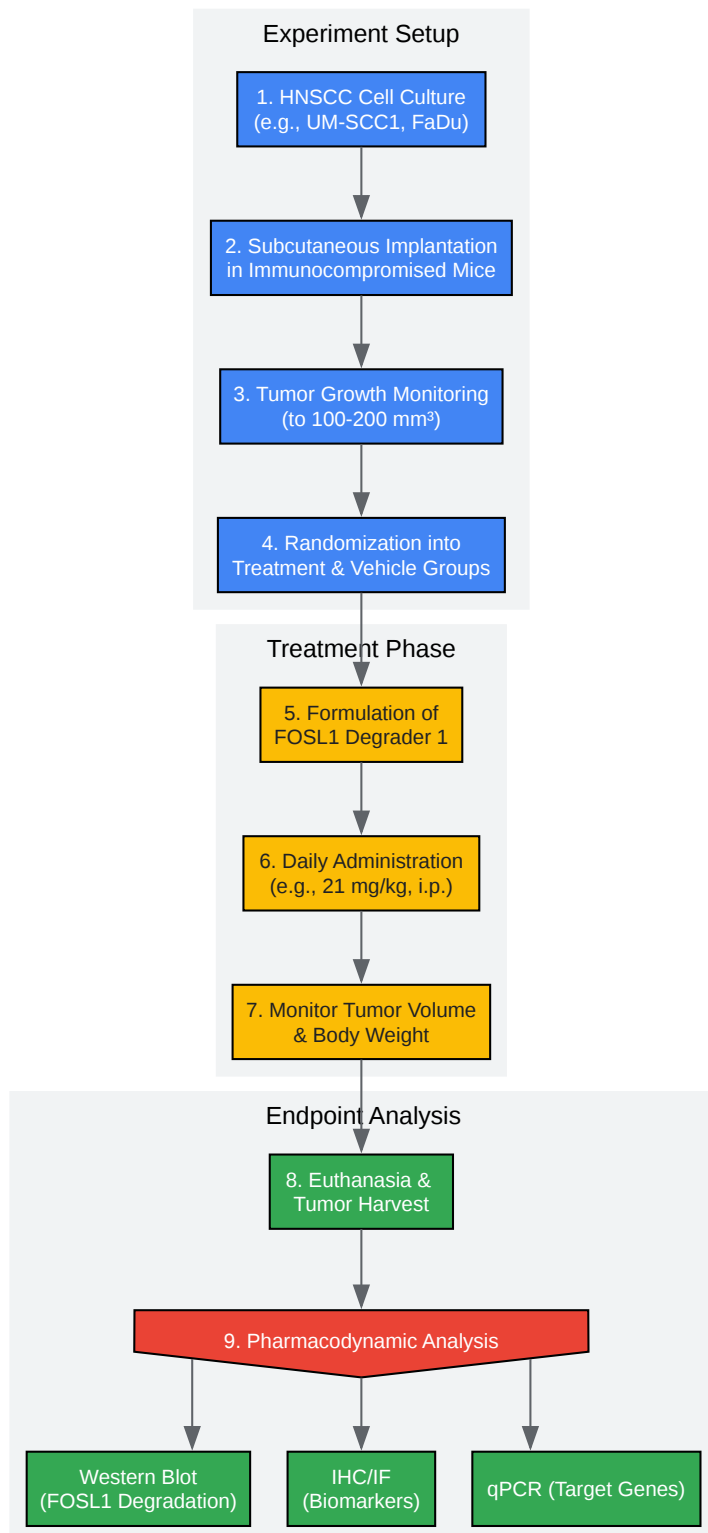 Experiment Setup
1. HNSCC Cell Culture
(e.g., UM-SCC1, FaDu)
2. Subcutaneous Implantation
in Immunocompromised Mice
3. Tumor Growth Monitoring
(to 100-200 mm³)
4. Randomization into
Treatment & Vehicle Groups
Treatment Phase
5. Formulation of
FOSL1 Degrader 1
6. Daily Administration
(e.g., 21 mg/kg, i.p.)
7. Monitor Tumor Volume
& Body Weight
Endpoint Analysis
8. Euthanasia &
Tumor Harvest
9. Pharmacodynamic Analysis
Western Blot
(FOSL1 Degradation)
IHC/IF
(Biomarkers)
qPCR (Target Genes)